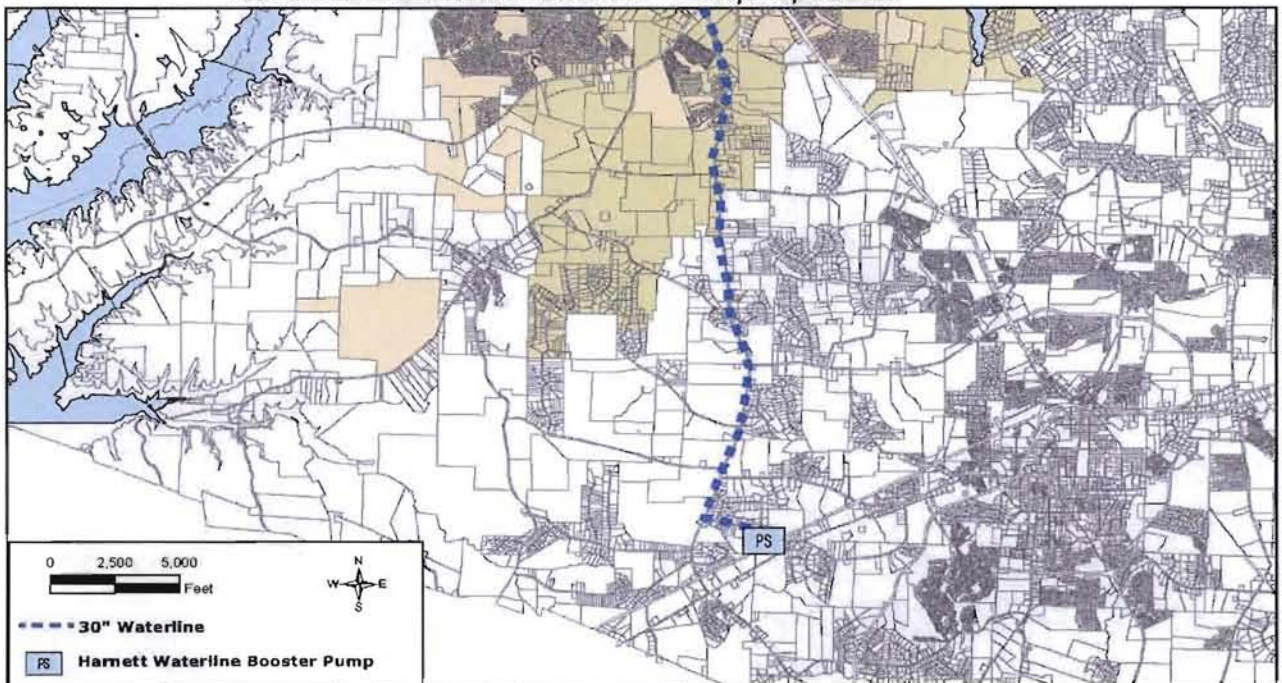 0 2,500 5,000
Feet
N
W E
S
30" Waterline
PS Harnett Waterline Booster Pump
PS